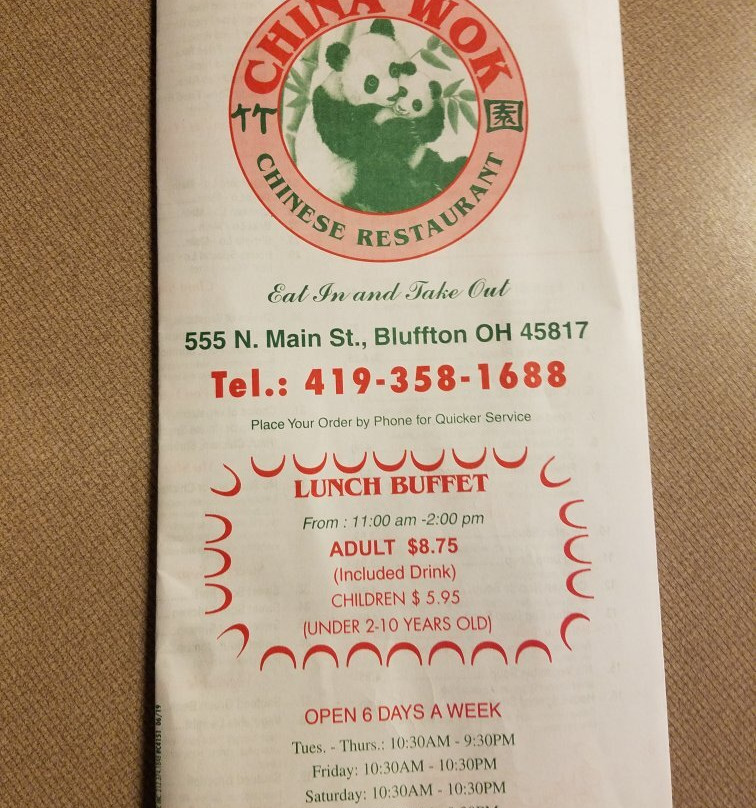 CHINA WOK
竹 園
CHINESE RESTAURANT
Eat In and Take Out
555 N. Main St., Bluffton OH 45817
Tel.: 419-358-1688
Place Your Order by Phone for Quicker Service
LUNCH BUFFET
From : 11:00 am -2:00 pm
ADULT $8.75
(Included Drink)
CHILDREN $ 5.95
(UNDER 2-10 YEARS OLD)
OPEN 6 DAYS A WEEK
Tues. - Thurs.: 10:30AM - 9:30PM
Friday: 10:30AM - 10:30PM
Saturday: 10:30AM - 10:30PM
06/19